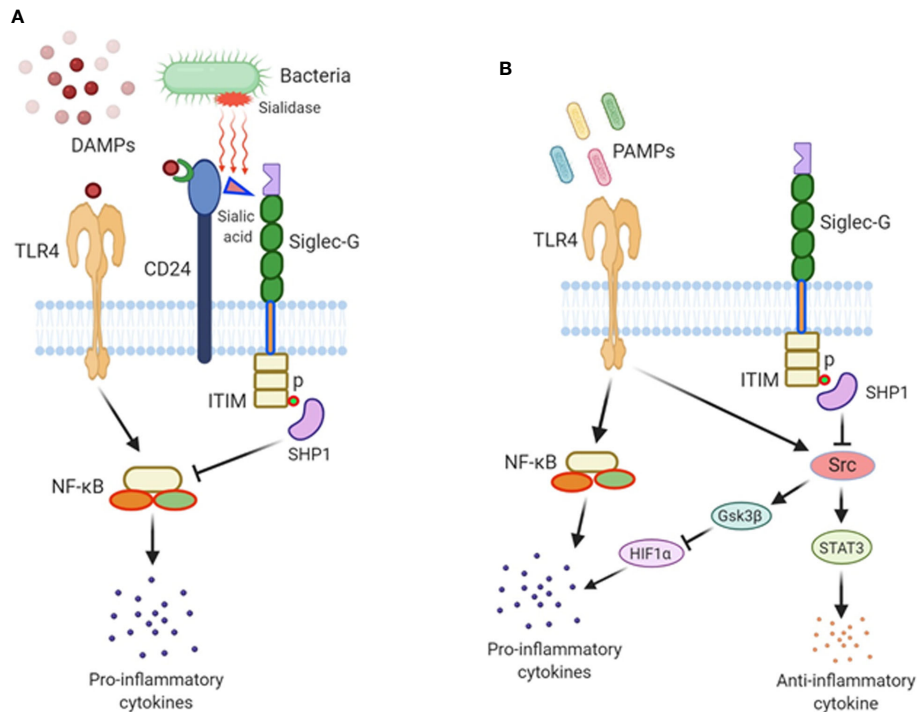 A
DAMPs
Bacteria
Sialidase
TLR4
CD24
Sialic
acid
Siglec-G
ITIM
p
SHP1
NF-κB
Pro-inflammatory
cytokines
B
PAMPs
TLR4
Siglec-G
ITIM
p
SHP1
NF-κB
Src
Gsk3β
HIF1α
STAT3
Pro-inflammatory
cytokines
Anti-inflammatory
cytokine